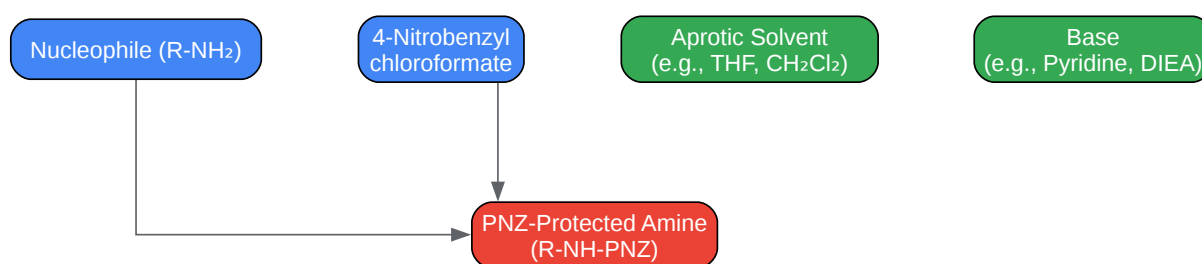 Nucleophile (R-NH₂)
4-Nitrobenzyl
chloroformate
Aprotic Solvent
(e.g., THF, CH₂Cl₂)
Base
(e.g., Pyridine, DIEA)
PNZ-Protected Amine
(R-NH-PNZ)